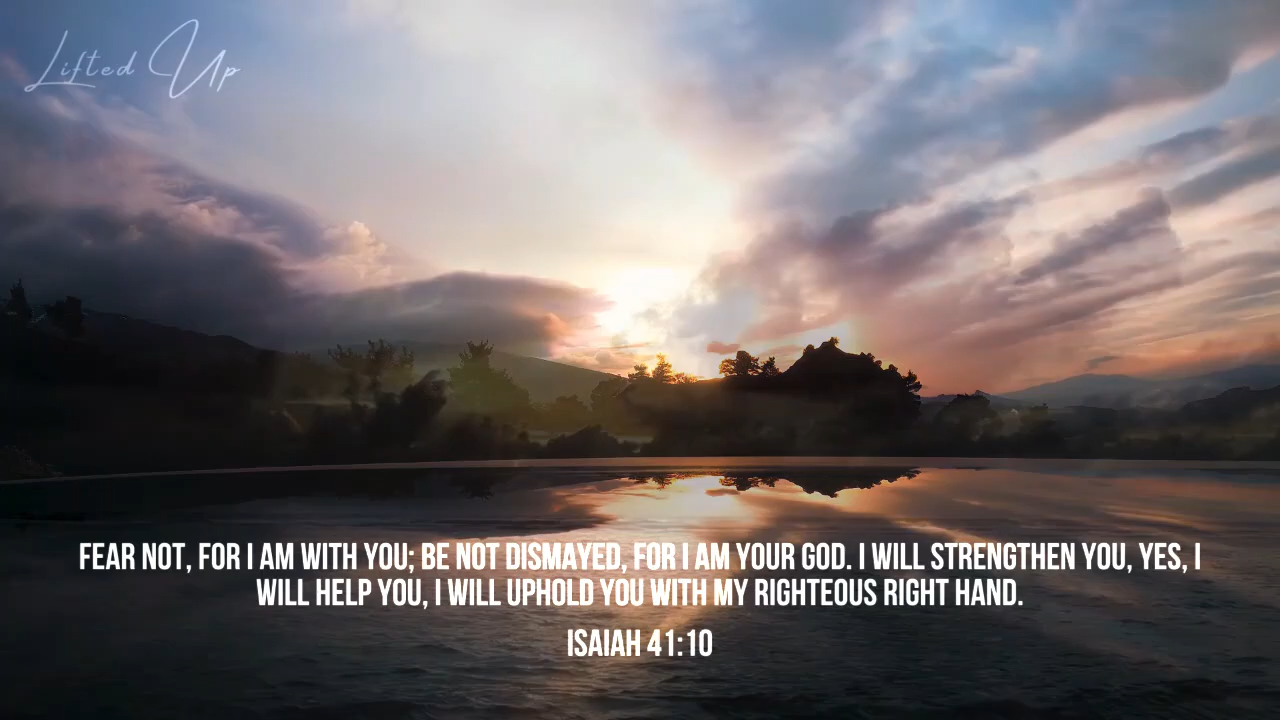 Lifted Up
FEAR NOT, FOR I AM WITH YOU; BE NOT DISMAYED, FOR I AM YOUR GOD. I WILL STRENGTHEN YOU, YES, I
WILL HELP YOU, I WILL UPHOLD YOU WITH MY RIGHTEOUS RIGHT HAND.
ISAIAH 41:10